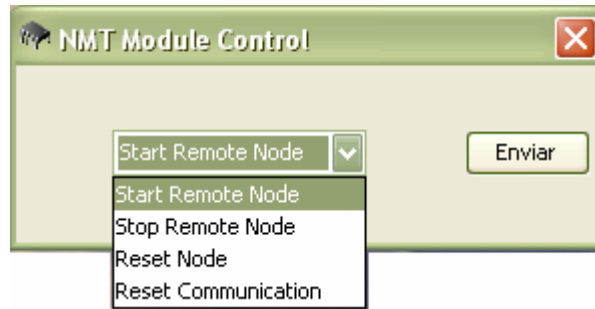 NMT Module Control
Start Remote Node
Enviar
Start Remote Node
Stop Remote Node
Reset Node
Reset Communication